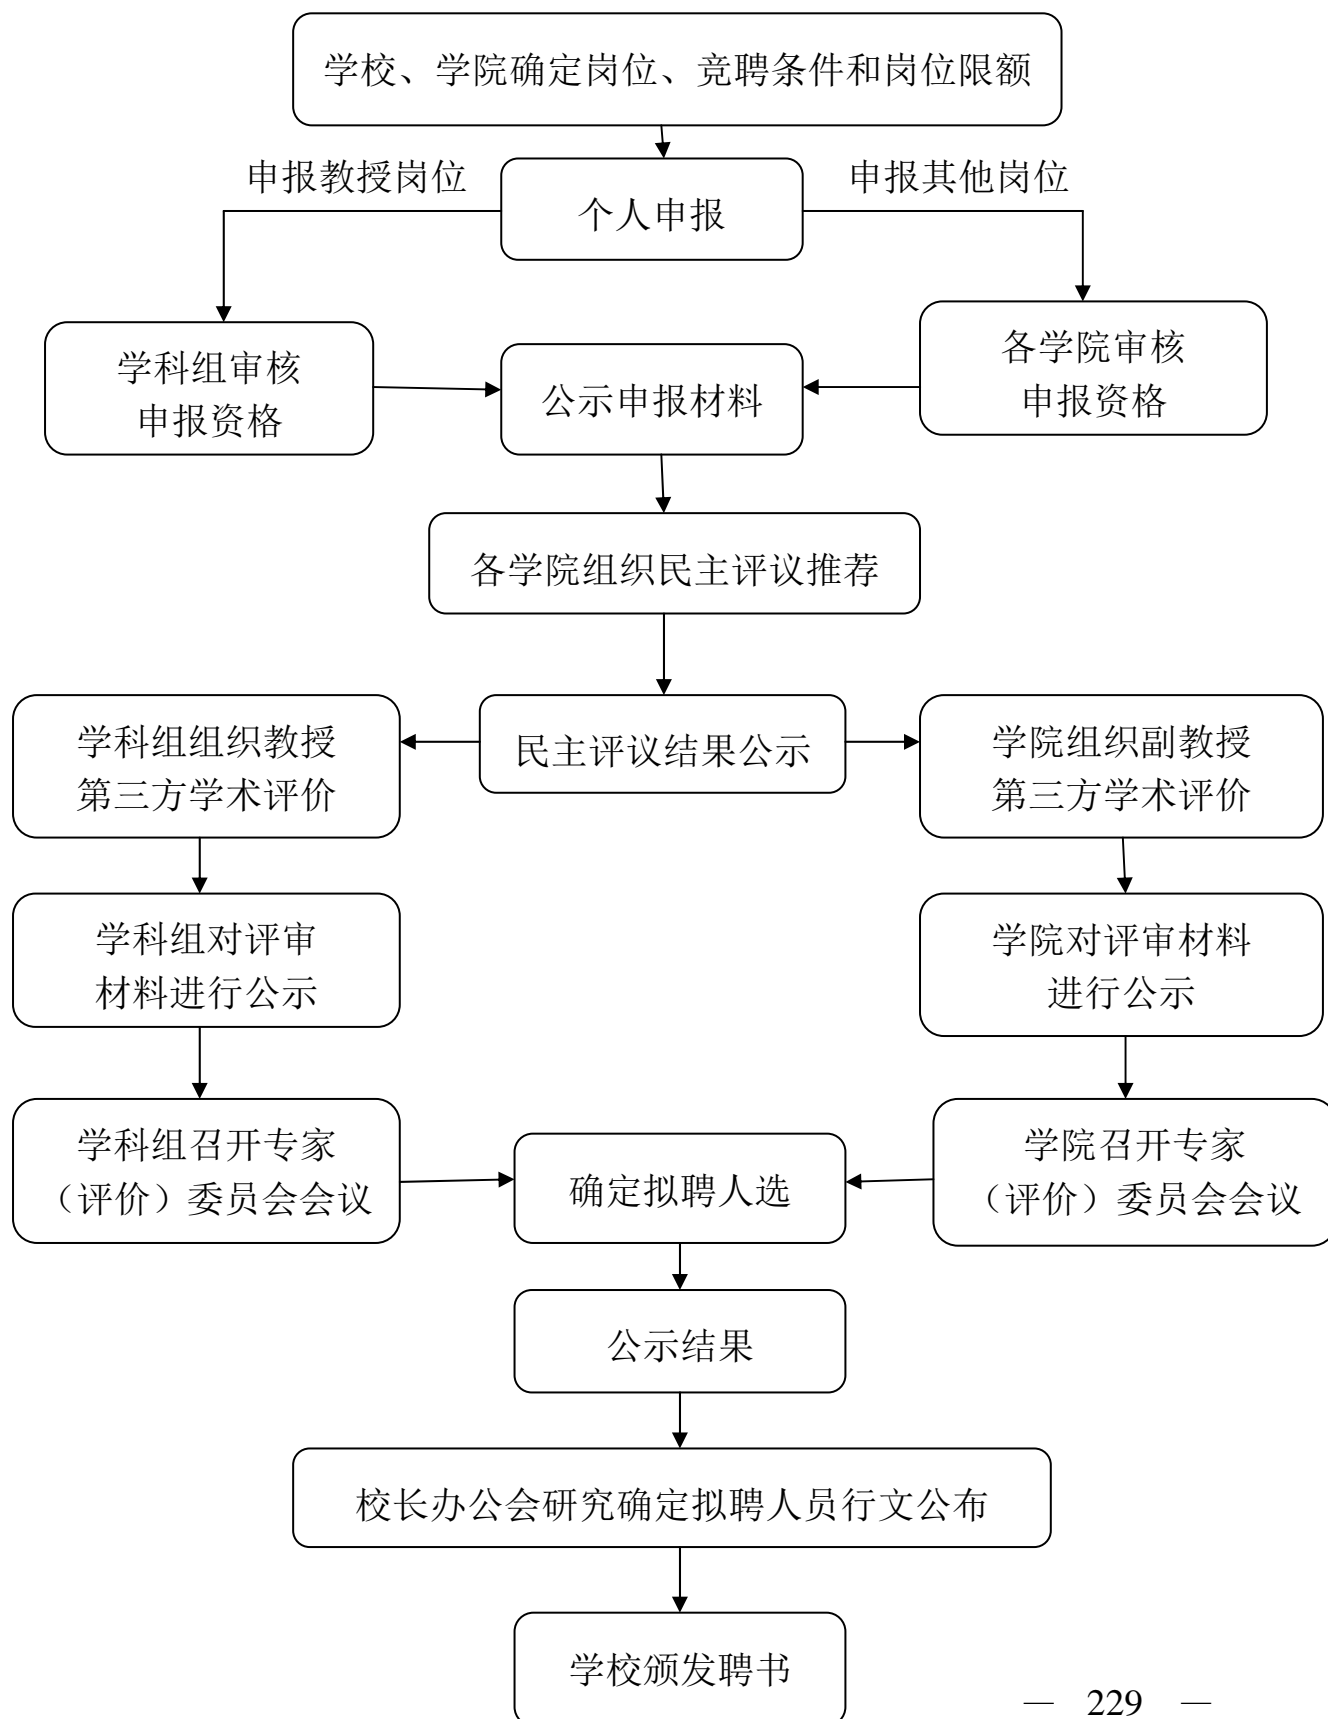 学校、学院确定岗位、竞聘条件和岗位限额
申报教授岗位
申报其他岗位
个人申报
学科组审核
申报资格
公示申报材料
各学院审核
申报资格
各学院组织民主评议推荐
学科组组织教授
第三方学术评价
民主评议结果公示
学院组织副教授
第三方学术评价
学科组对评审
材料进行公示
学院对评审材料
进行公示
学科组召开专家
（评价）委员会会议
确定拟聘人选
学院召开专家
（评价）委员会会议
公示结果
校长办公会研究确定拟聘人员行文公布
学校颁发聘书
— 229 —